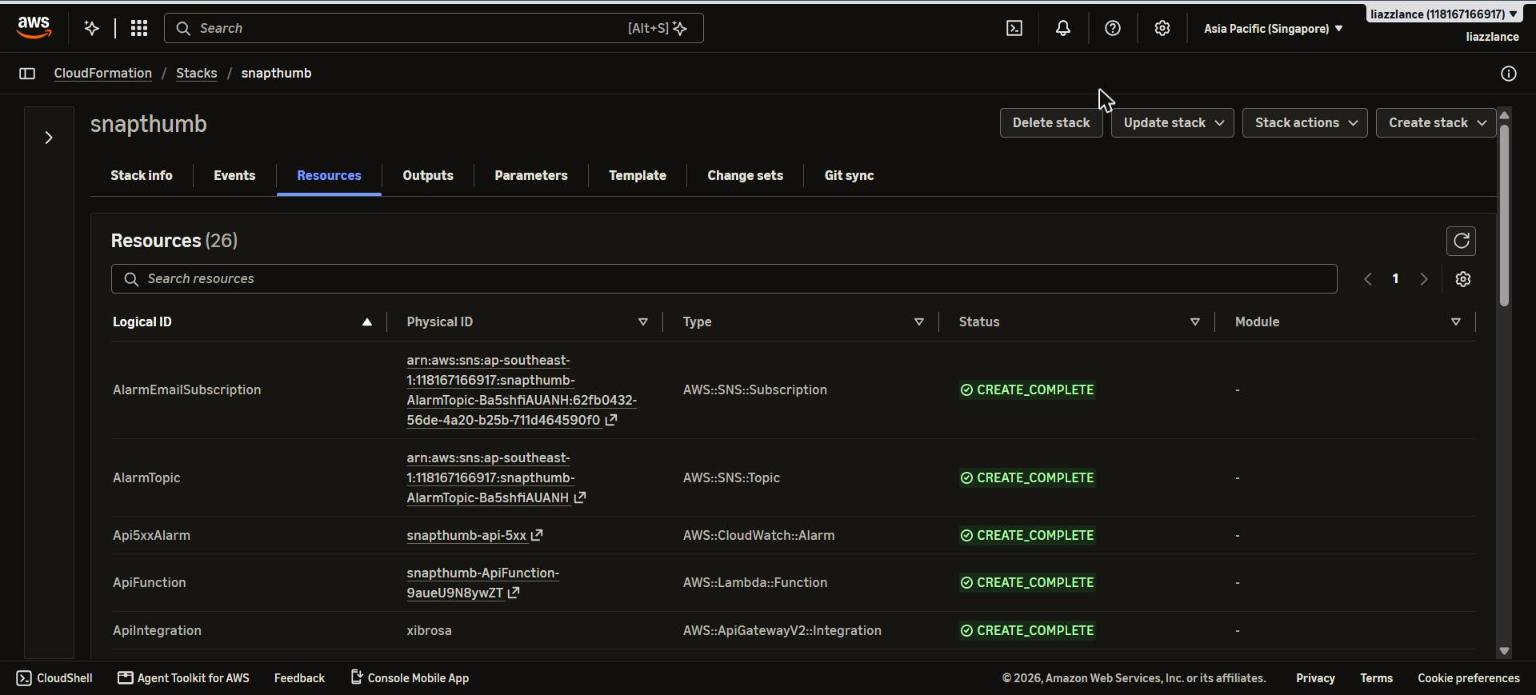 aws
Search [Alt+S]
Asia Pacific (Singapore) ▼
liazzlance (118167166917) ▼
liazzlance
CloudFormation / Stacks / snapthumb
snapthumb
Delete stack
Update stack
Stack actions
Create stack
Stack info
Events
Resources
Outputs
Parameters
Template
Change sets
Git sync
Resources (26)
Search resources
1
Logical ID
Physical ID
Type
Status
Module
AlarmEmailSubscription
arn:aws:sns:ap-southeast-
1:118167166917:snapthumb-
AlarmTopic-Ba5shfiAUANH:62fb0432-
56de-4a20-b25b-711d464590f0
AWS::SNS::Subscription
CREATE_COMPLETE
-
AlarmTopic
arn:aws:sns:ap-southeast-
1:118167166917:snapthumb-
AlarmTopic-Ba5shfiAUANH
AWS::SNS::Topic
CREATE_COMPLETE
-
Api5xxAlarm
snapthumb-api-5xx
AWS::CloudWatch::Alarm
CREATE_COMPLETE
-
ApiFunction
snapthumb-ApiFunction-
9aueU9N8ywZT
AWS::Lambda::Function
CREATE_COMPLETE
-
ApiIntegration
xibrosa
AWS::ApiGatewayV2::Integration
CREATE_COMPLETE
-
CloudShell
Agent Toolkit for AWS
Feedback
Console Mobile App
© 2026, Amazon Web Services, Inc. or its affiliates.
Privacy
Terms
Cookie preferences